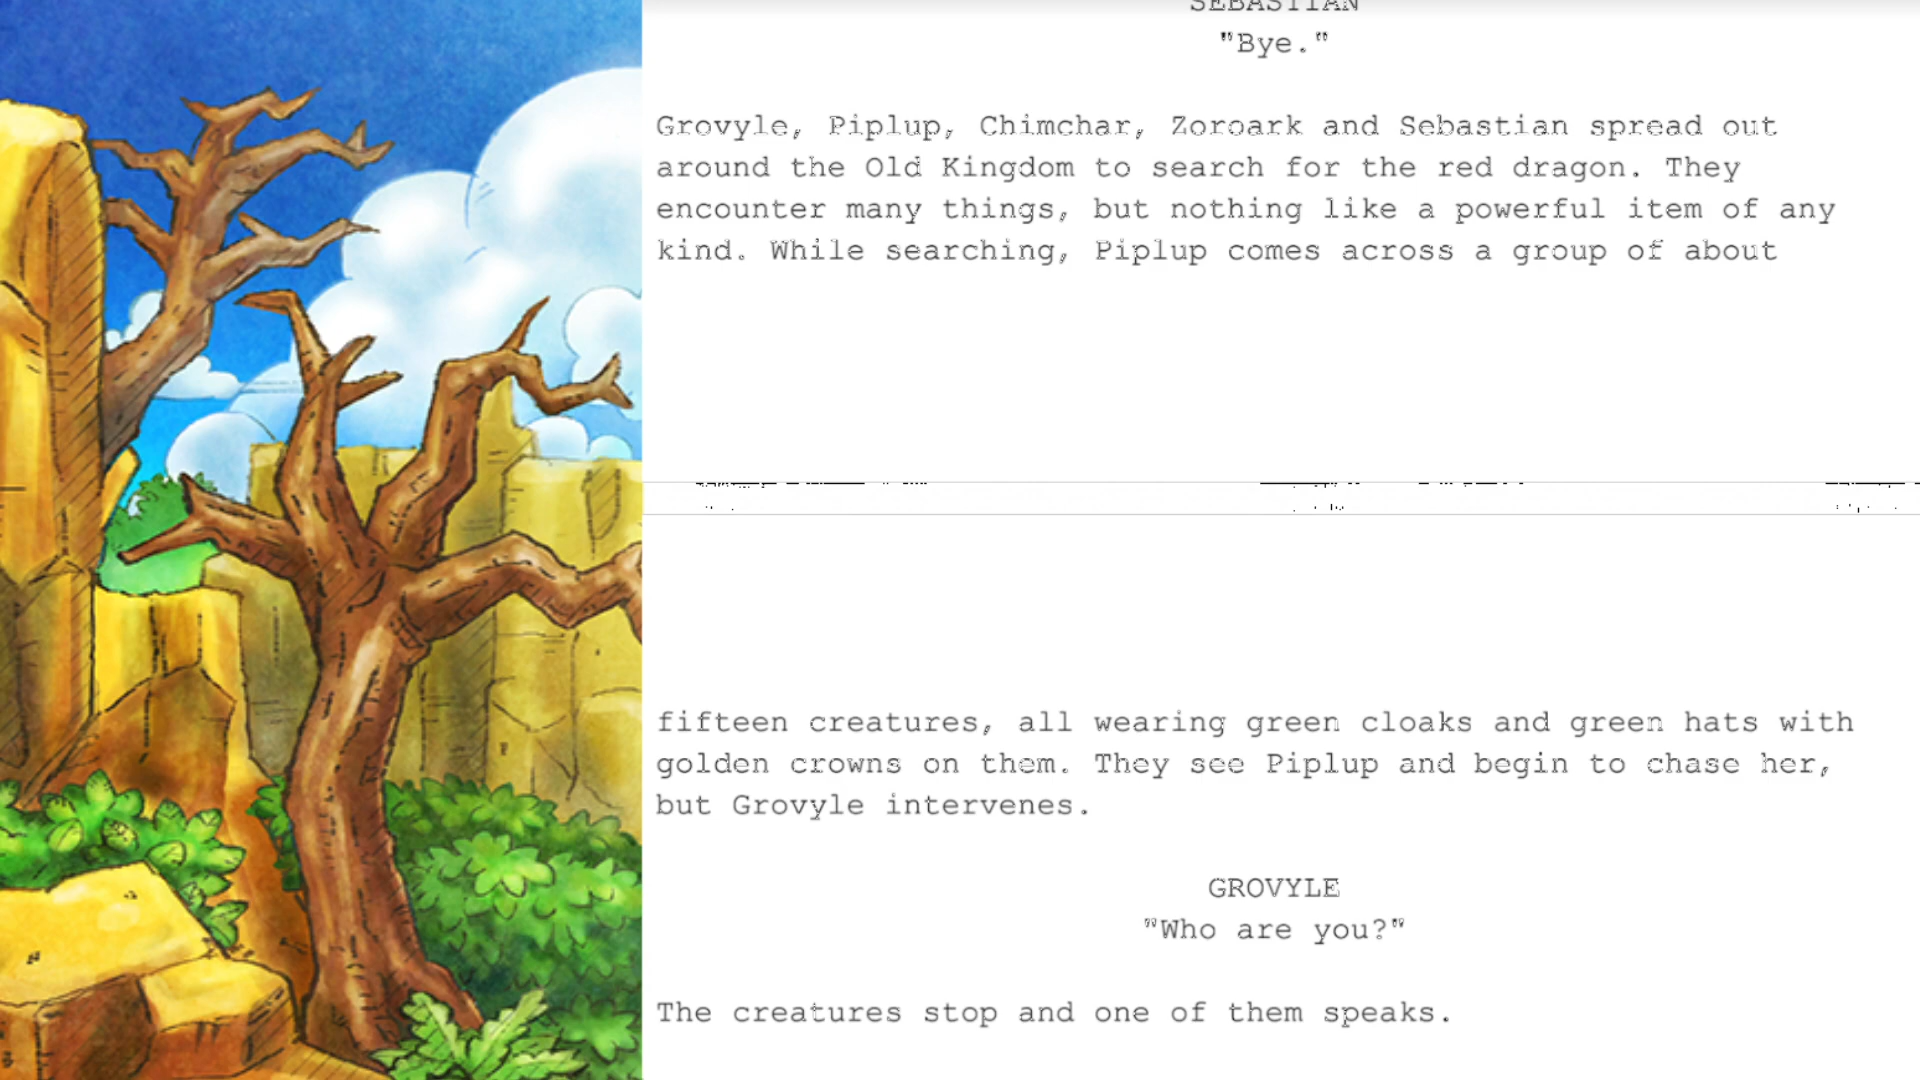 SEBASTIAN
"Bye."
Grovyle, Piplup, Chimchar, Zoroark and Sebastian spread out
around the Old Kingdom to search for the red dragon. They
encounter many things, but nothing like a powerful item of any
kind. While searching, Piplup comes across a group of about
fifteen creatures, all wearing green cloaks and green hats with
golden crowns on them. They see Piplup and begin to chase her,
but Grovyle intervenes.
GROVYLE
"Who are you?"
The creatures stop and one of them speaks.